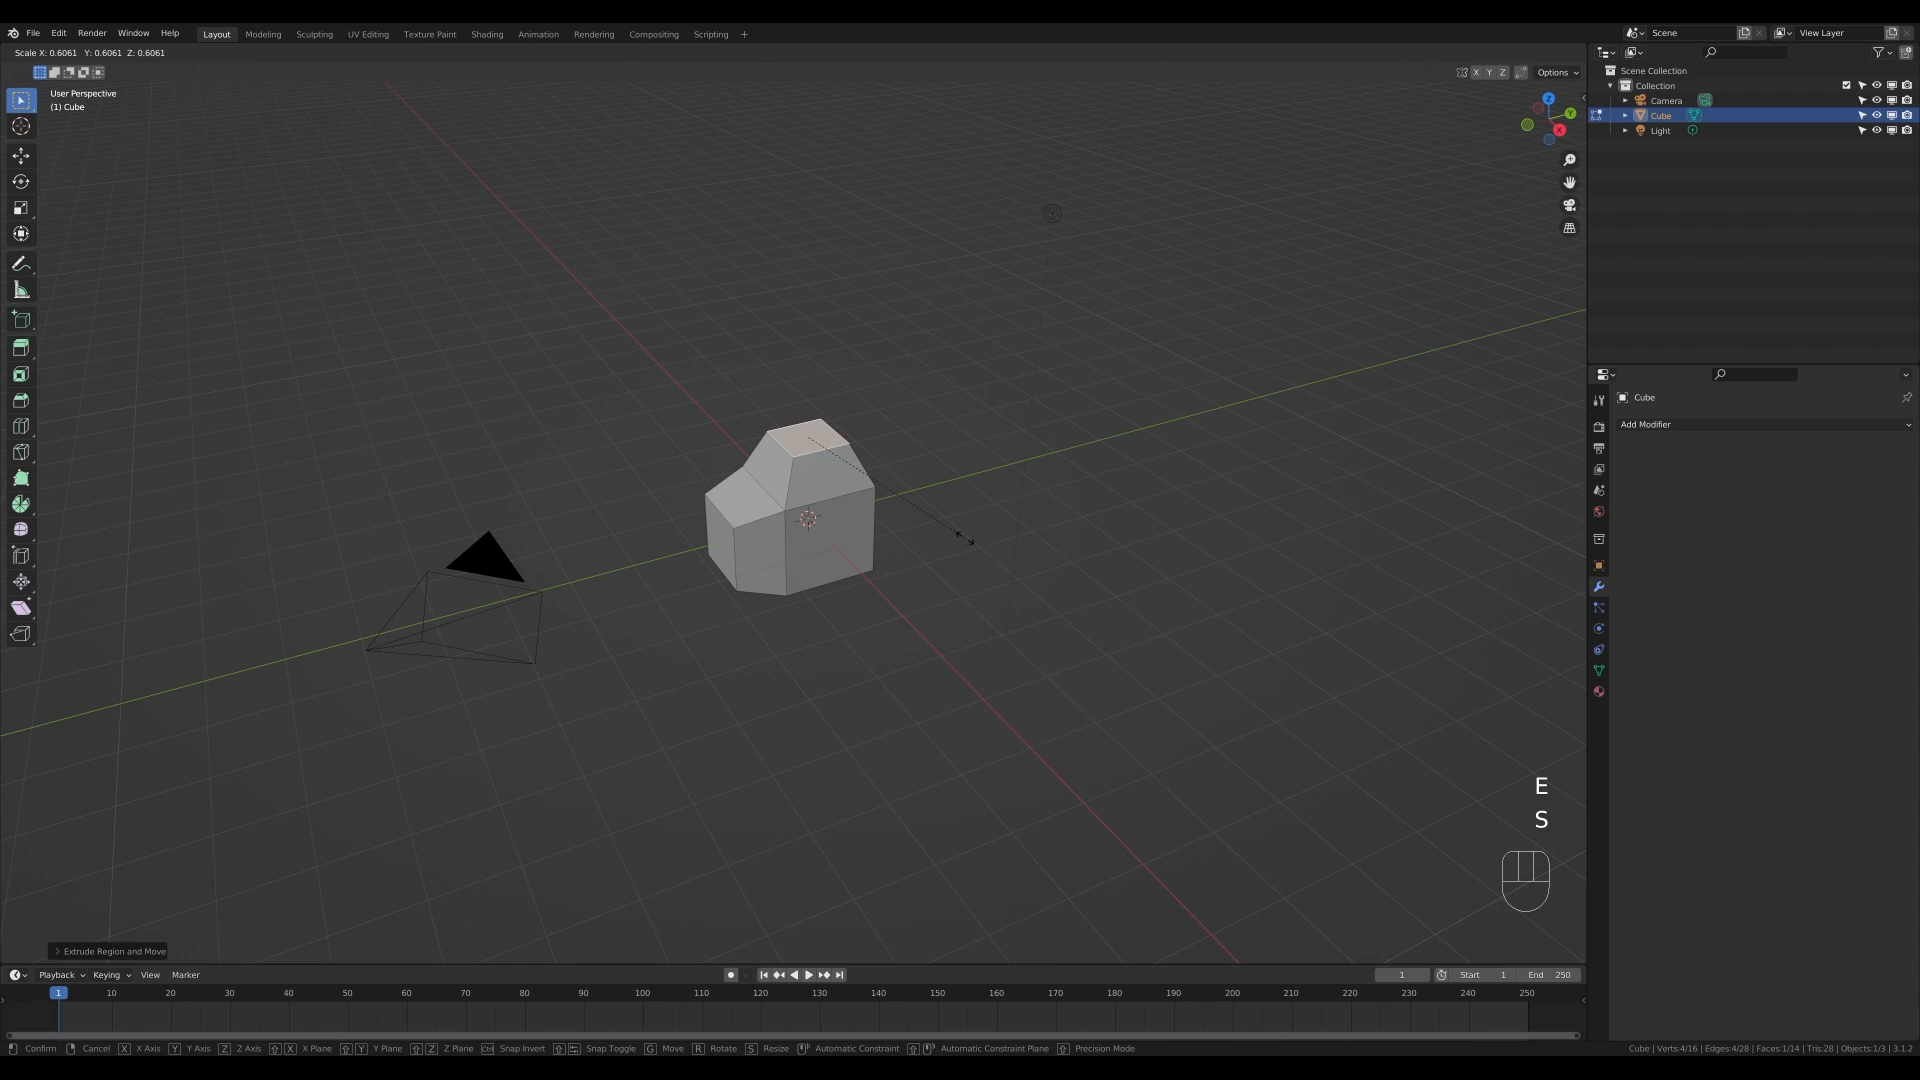 File Edit Render Window Help Layout Modeling Sculpting UV Editing Texture Paint Shading Animation Rendering Compositing Scripting + Scene View Layer
Scale X: 0.6061 Y: 0.6061 Z: 0.6061
X Y Z Options
User Perspective
(1) Cube
Z
Y
X
Scene Collection
Collection
Camera
Cube
Light
Cube
Add Modifier
E
S
Extrude Region and Move
Playback Keying View Marker 1 Start 1 End 250
1 10 20 30 40 50 60 70 80 90 100 110 120 130 140 150 160 170 180 190 200 210 220 230 240 250
Confirm Cancel X X Axis Y Y Axis Z Z Axis X X Plane Y Y Plane Z Z Plane Ctrl Snap Invert Snap Toggle G Move R Rotate S Resize Automatic Constraint Automatic Constraint Plane Precision Mode Cube | Verts:4/16 | Edges:4/28 | Faces:1/14 | Tris:28 | Objects:1/3 | 3.1.2